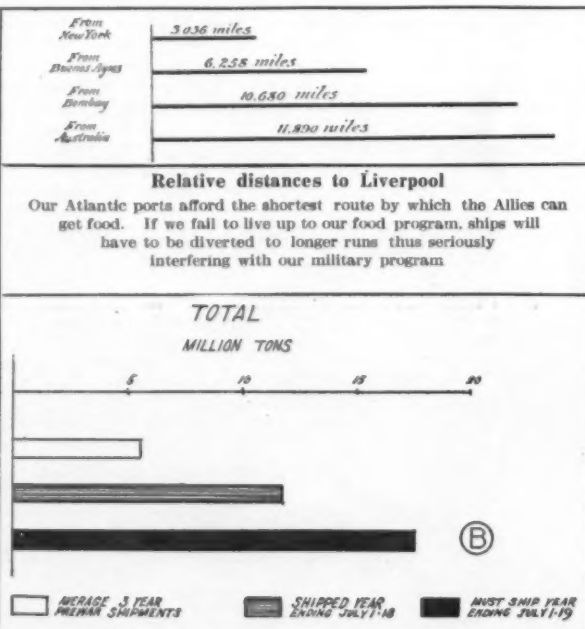 From
New York
3036 miles
From
Buenos Ayres
6,258 miles
From
Bombay
10,680 miles
From
Australia
11,890 miles
Relative distances to Liverpool
Our Atlantic ports afford the shortest route by which the Allies can
get food. If we fail to live up to our food program, ships will
have to be diverted to longer runs thus seriously
interfering with our military program
TOTAL
MILLION TONS
5 10 15 20
B
AVERAGE 3 YEAR
PREWAR SHIPMENTS
SHIPPED YEAR
ENDING JULY 1-18
MUST SHIP YEAR
ENDING JULY 1-19